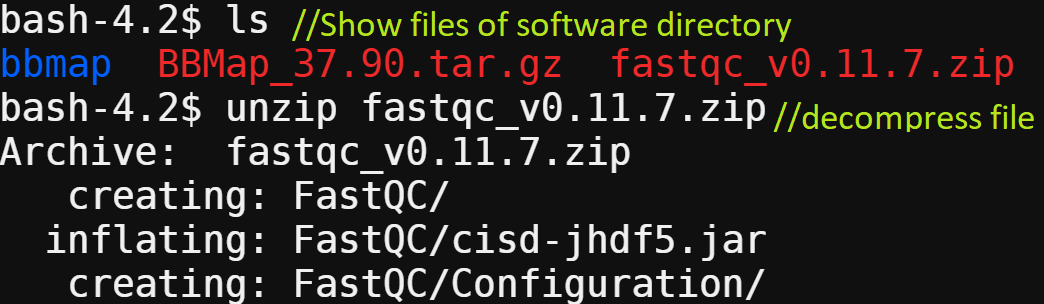 bash-4.2$ ls //Show files of software directory
bbmap  BBMap_37.90.tar.gz  fastqc_v0.11.7.zip
bash-4.2$ unzip fastqc_v0.11.7.zip //decompress file
Archive:  fastqc_v0.11.7.zip
   creating: FastQC/
  inflating: FastQC/cisd-jhdf5.jar
   creating: FastQC/Configuration/